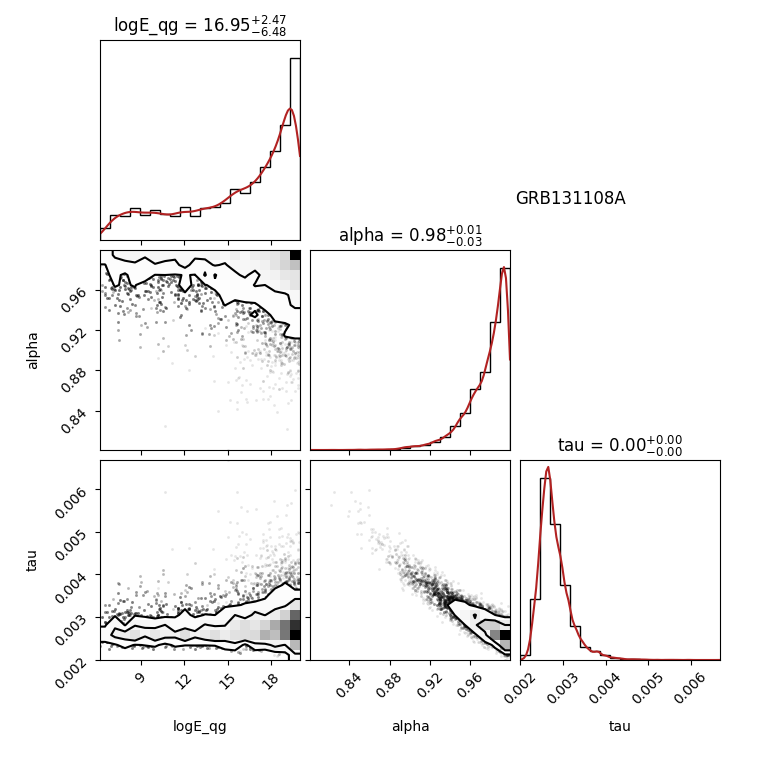 logE_qg = 16.95+2.47−6.48
GRB131108A
alpha = 0.98+0.01−0.03
0.96
0.92
0.88
0.84
alpha
tau = 0.00+0.00−0.00
0.006
0.005
0.004
0.003
0.002
tau
9 12 15 18
0.84 0.88 0.92 0.96
0.002 0.003 0.004 0.005 0.006
logE_qg alpha tau